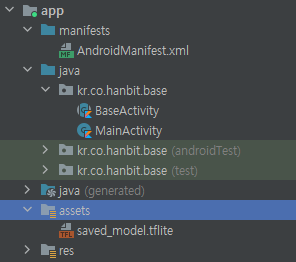 app
manifests
AndroidManifest.xml
java
kr.co.hanbit.base
BaseActivity
MainActivity
kr.co.hanbit.base (androidTest)
kr.co.hanbit.base (test)
java (generated)
assets
saved_model.tflite
res